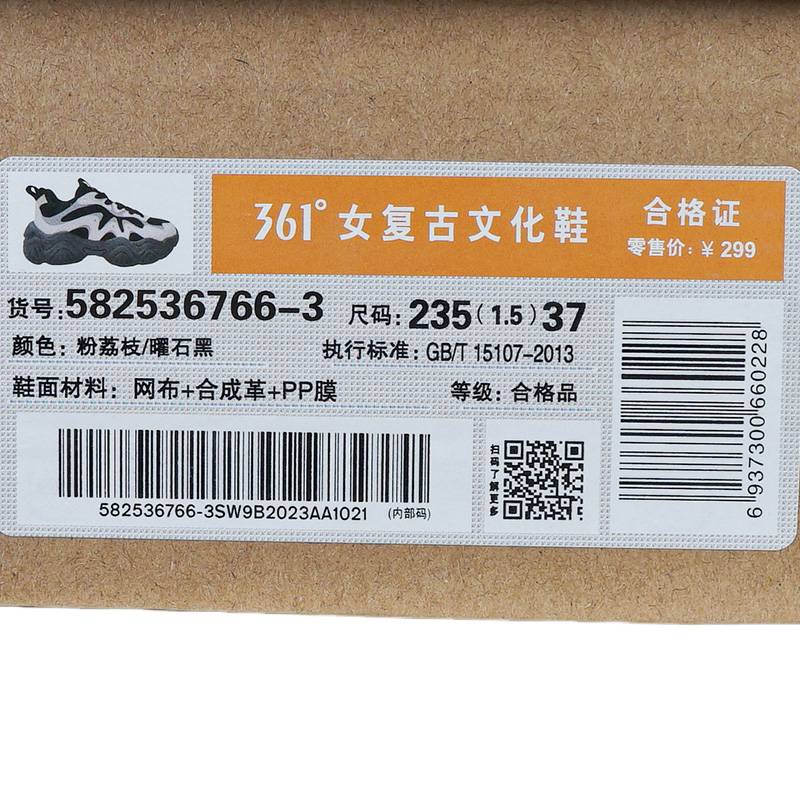 361°女复古文化鞋
合格证
零售价：¥ 299
货号：582536766-3
尺码：235（1.5）37
颜色：粉荔枝/曜石黑
执行标准：GB/T 15107-2013
鞋面材料：网布+合成革+PP膜
等级：合格品
582536766-3SW9B2023AA1021 (内部码)
扫码了解更多
6 937300 660228